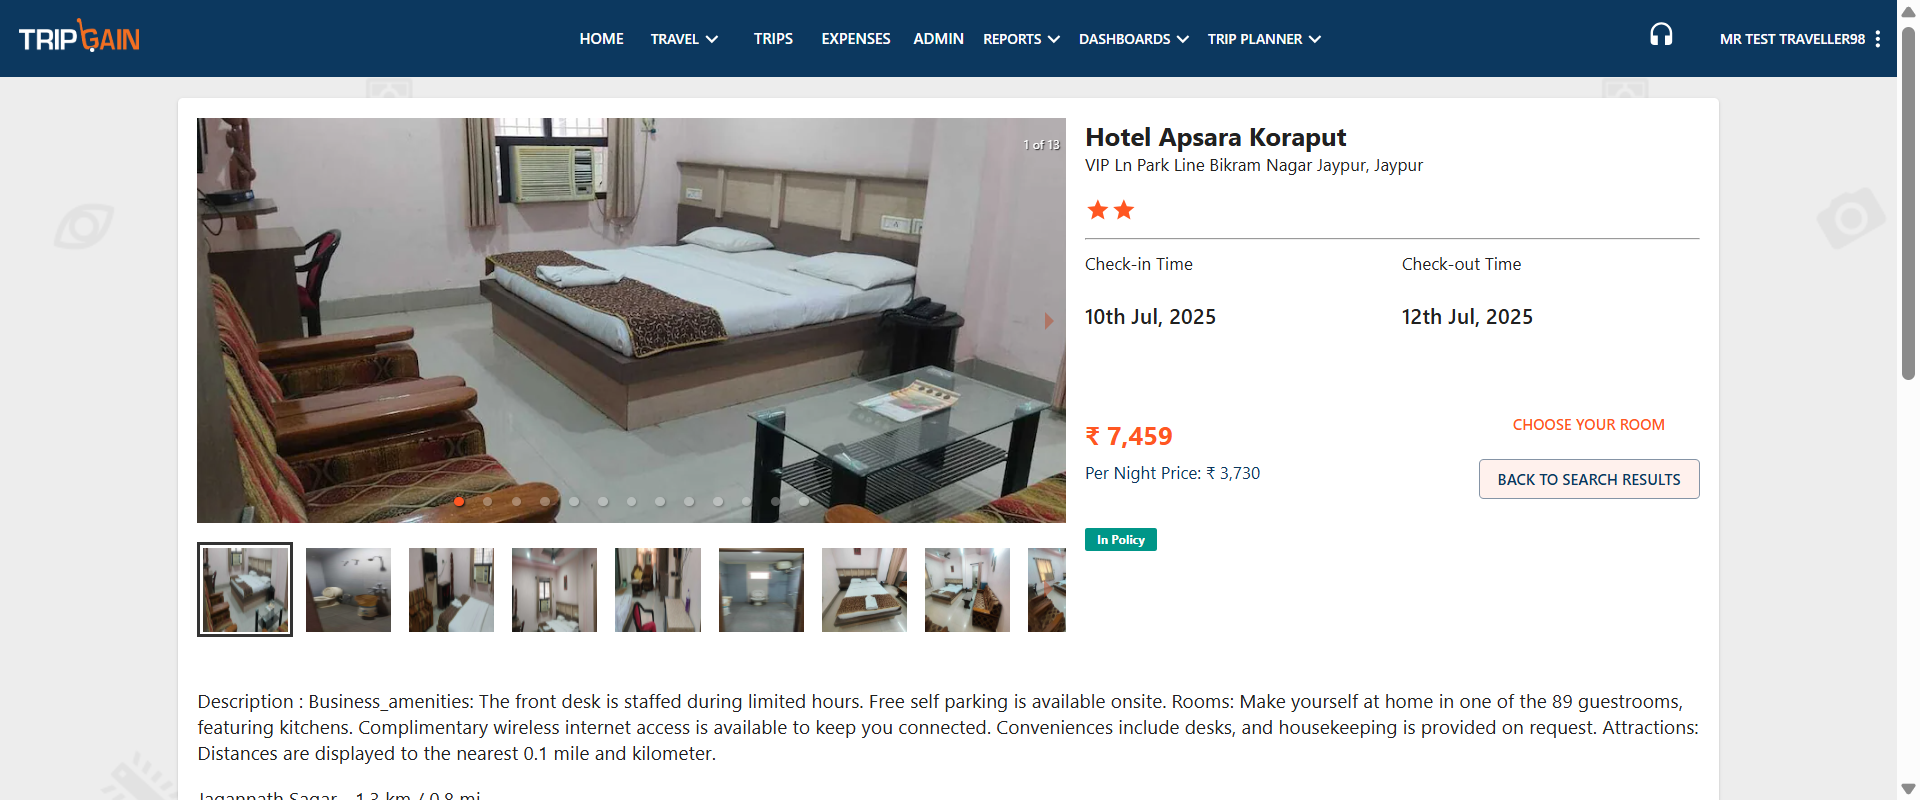 TRIPGAIN
HOME
TRAVEL
TRIPS
EXPENSES
ADMIN
REPORTS
DASHBOARDS
TRIP PLANNER
MR TEST TRAVELLER98
1 of 13
Hotel Apsara Koraput
VIP Ln Park Line Bikram Nagar Jaypur, Jaypur
Check-in Time
Check-out Time
10th Jul, 2025
12th Jul, 2025
₹ 7,459
CHOOSE YOUR ROOM
Per Night Price: ₹ 3,730
BACK TO SEARCH RESULTS
In Policy
Description : Business_amenities: The front desk is staffed during limited hours. Free self parking is available onsite. Rooms: Make yourself at home in one of the 89 guestrooms,
featuring kitchens. Complimentary wireless internet access is available to keep you connected. Conveniences include desks, and housekeeping is provided on request. Attractions:
Distances are displayed to the nearest 0.1 mile and kilometer.
Jagannath Sagar - 1.3 km / 0.8 mi